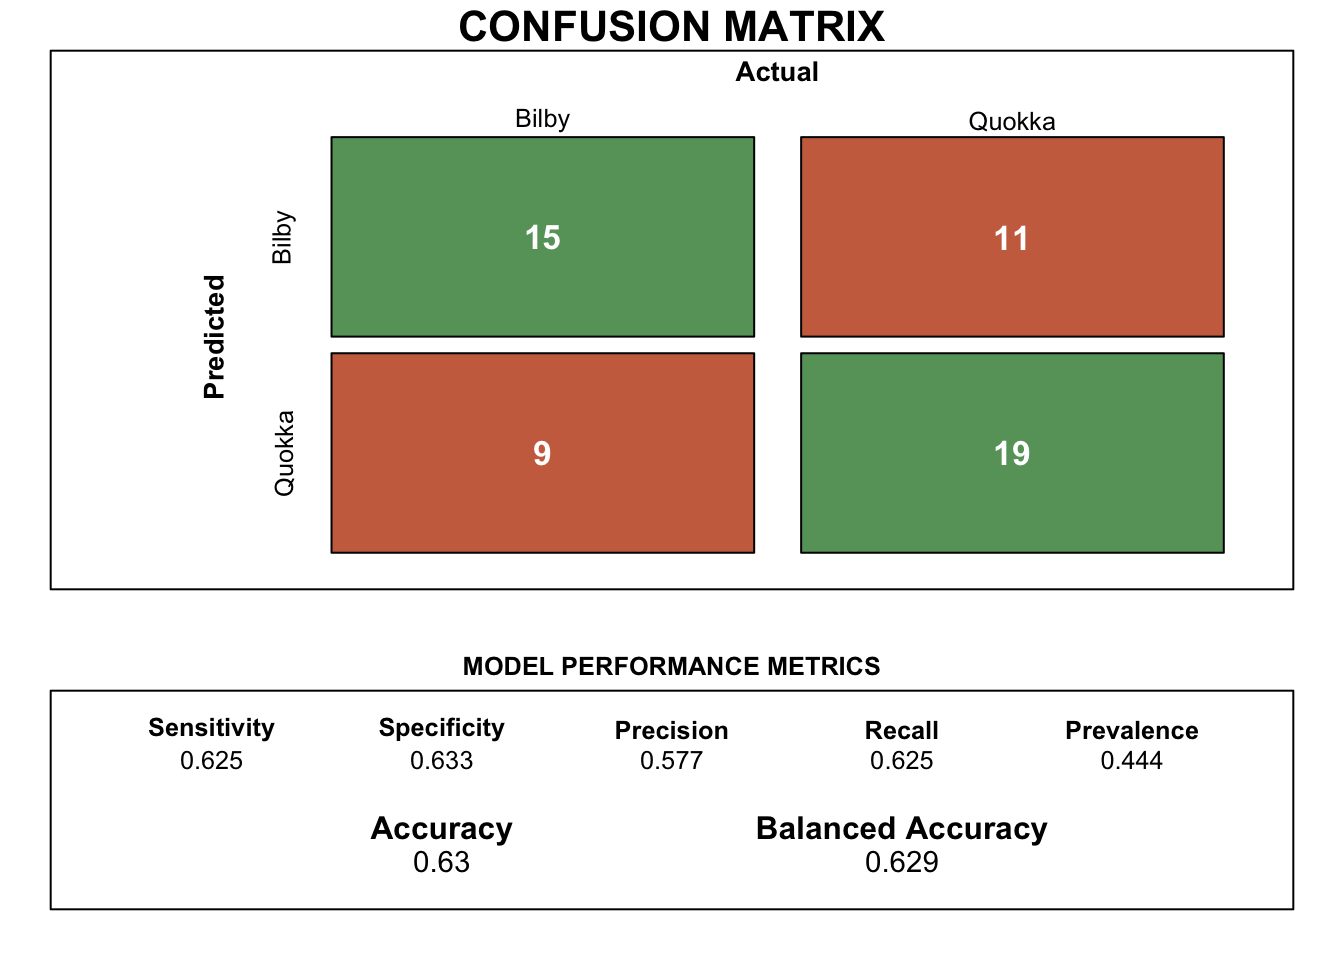 CONFUSION MATRIX
Actual
Bilby Quokka
Predicted
Bilby
15 11
Quokka
9 19
MODEL PERFORMANCE METRICS
Sensitivity Specificity Precision Recall Prevalence
0.625 0.633 0.577 0.625 0.444
Accuracy Balanced Accuracy
0.63 0.629